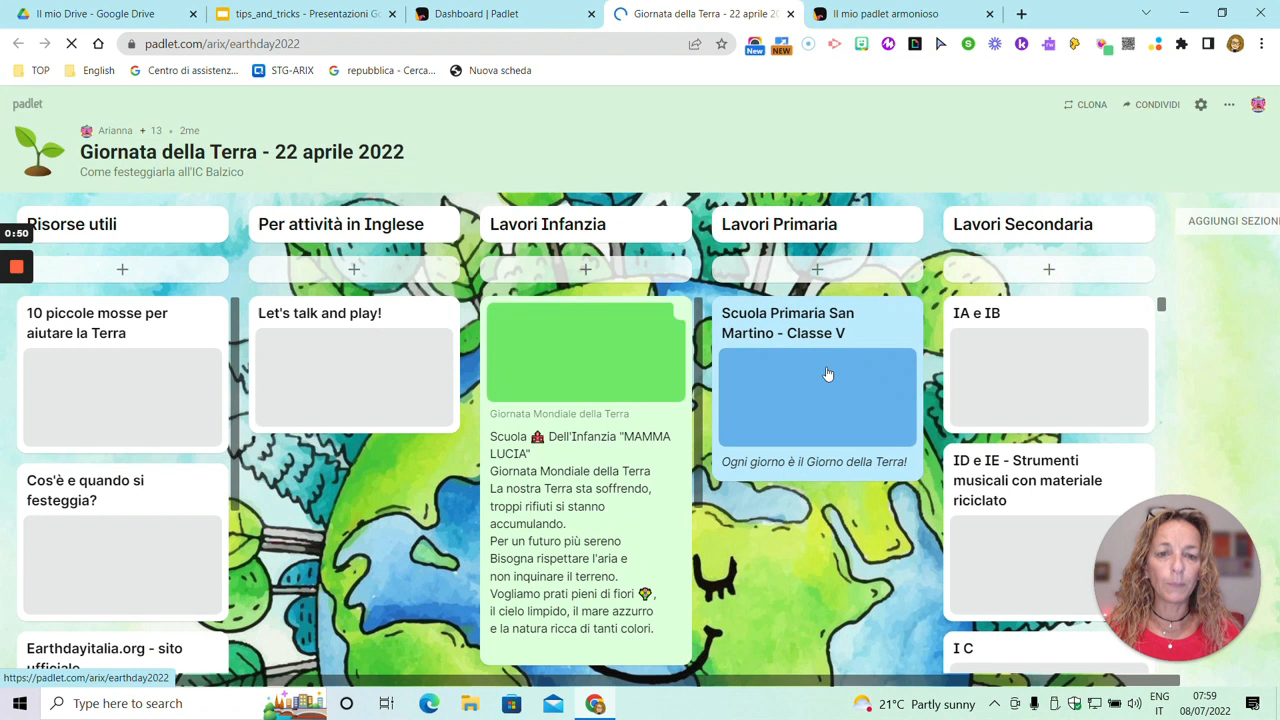 Il mio Drive - Google Drive
tips_and_tricks - Presentazioni Go
Dashboard | Padlet
Giornata della Terra - 22 aprile 2022
Il mio padlet armonioso
padlet.com/arix/earthday2022
New
NEW
TOP
English
Centro di assistenz...
STG-ARIX
repubblica - Cerca...
Nuova scheda
padlet
CLONA
CONDIVIDI
Arianna + 13 • 2me
Giornata della Terra - 22 aprile 2022
Come festeggiarla all'IC Balzico
Risorse utili
Per attività in Inglese
Lavori Infanzia
Lavori Primaria
Lavori Secondaria
AGGIUNGI SEZIONE
0:50
10 piccole mosse per
aiutare la Terra
Cos'è e quando si
festeggia?
Earthdayitalia.org - sito
ufficiale
Let's talk and play!
Giornata Mondiale della Terra
Scuola 🏫 Dell'Infanzia "MAMMA
LUCIA"
Giornata Mondiale della Terra
La nostra Terra sta soffrendo,
troppi rifiuti si stanno
accumulando.
Per un futuro più sereno
Bisogna rispettare l'aria e
non inquinare il terreno.
Vogliamo prati pieni di fiori 💐,
il cielo limpido, il mare azzurro
e la natura ricca di tanti colori.
Scuola Primaria San
Martino - Classe V
Ogni giorno è il Giorno della Terra!
IA e IB
ID e IE - Strumenti
musicali con materiale
riciclato
I C
https://padlet.com/arix/earthday2022
Type here to search
21°C Partly sunny
ENG
IT
07:59
08/07/2022